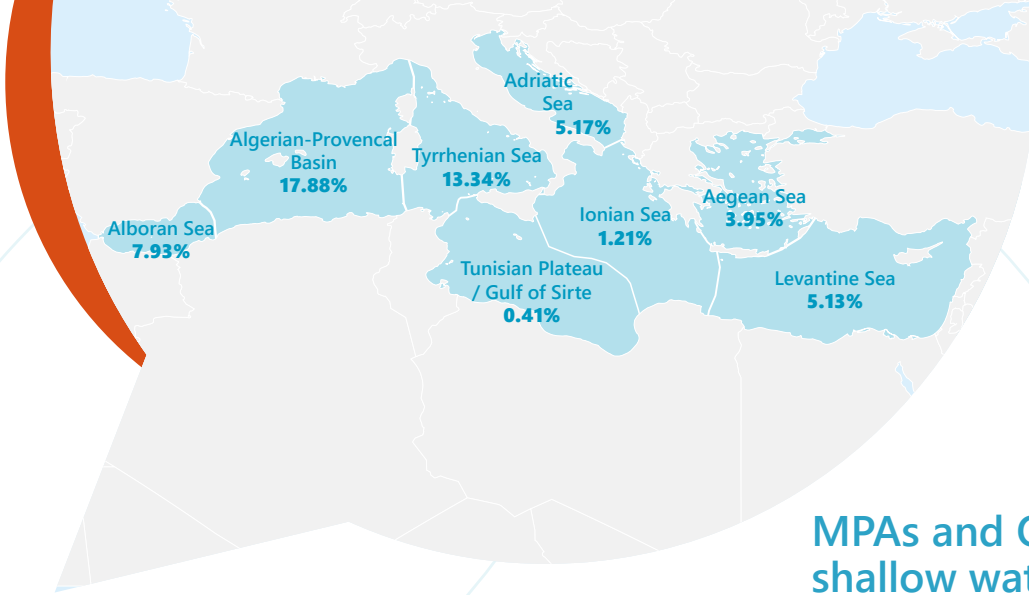 Adriatic
Sea
5.17%
Algerian-Provencal
Basin
17.88%
Tyrrhenian Sea
13.34%
Aegean Sea
3.95%
Ionian Sea
1.21%
Alboran Sea
7.93%
Tunisian Plateau
/ Gulf of Sirte
0.41%
Levantine Sea
5.13%
MPAs and
shallow